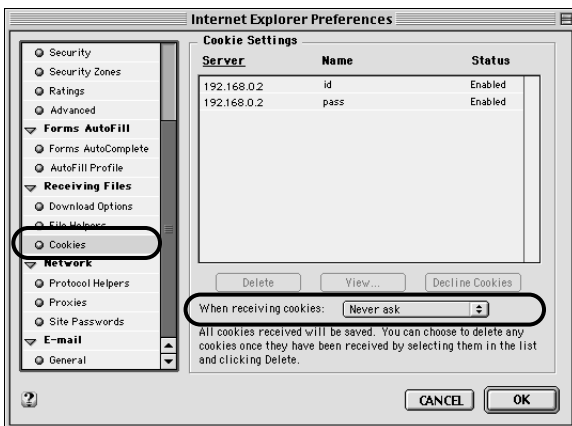 Internet Explorer Preferences
Security
Security Zones
Ratings
Advanced
Forms AutoFill
Forms AutoComplete
AutoFill Profile
Receiving Files
Download Options
File Helpers
Cookies
Network
Protocol Helpers
Proxies
Site Passwords
E-mail
General
Cookie Settings
Server Name Status
192.168.0.2 id Enabled
192.168.0.2 pass Enabled
Delete View... Decline Cookies
When receiving cookies: Never ask
All cookies received will be saved. You can choose to delete any
cookies once they have been received by selecting them in the list
and clicking Delete.
?
CANCEL OK